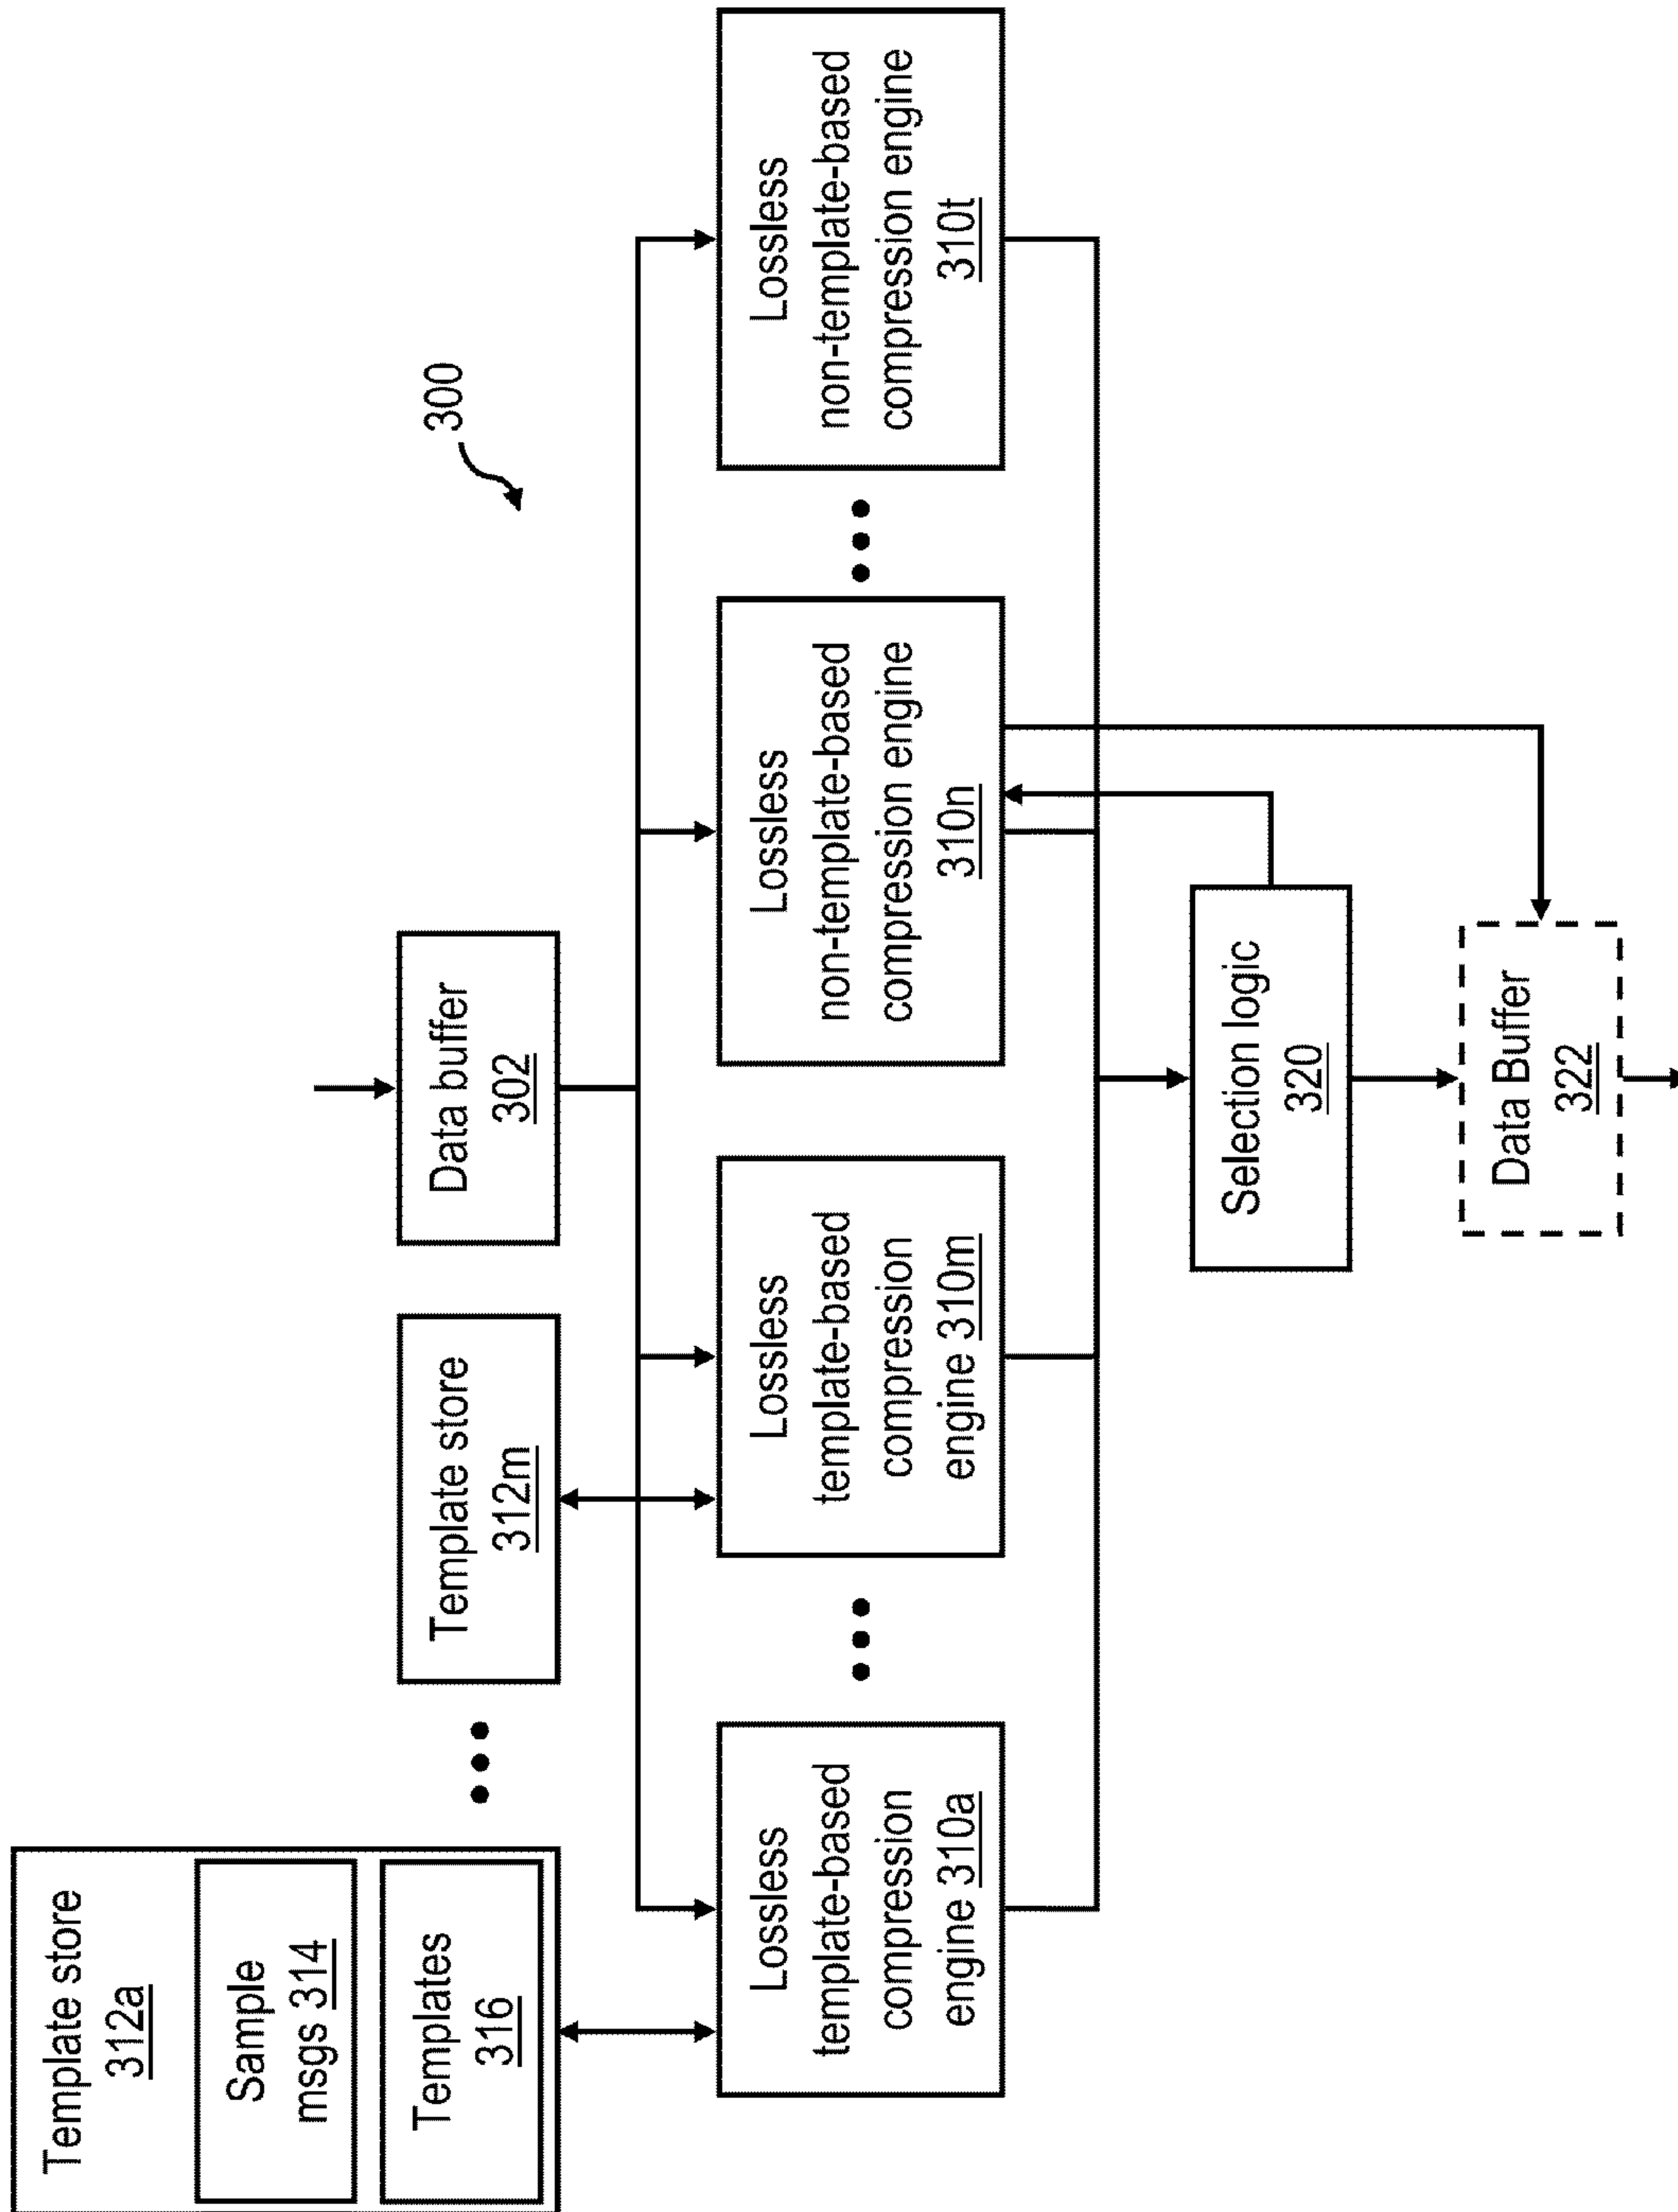 300
Template store
312a
Sample
msgs 314
Templates
316
Template store
312m
Data buffer
302
Lossless
template-based
compression
engine 310a
Lossless
template-based
compression
engine 310m
Lossless
non-template-based
compression engine
310n
Lossless
non-template-based
compression engine
310t
Selection logic
320
Data Buffer
322